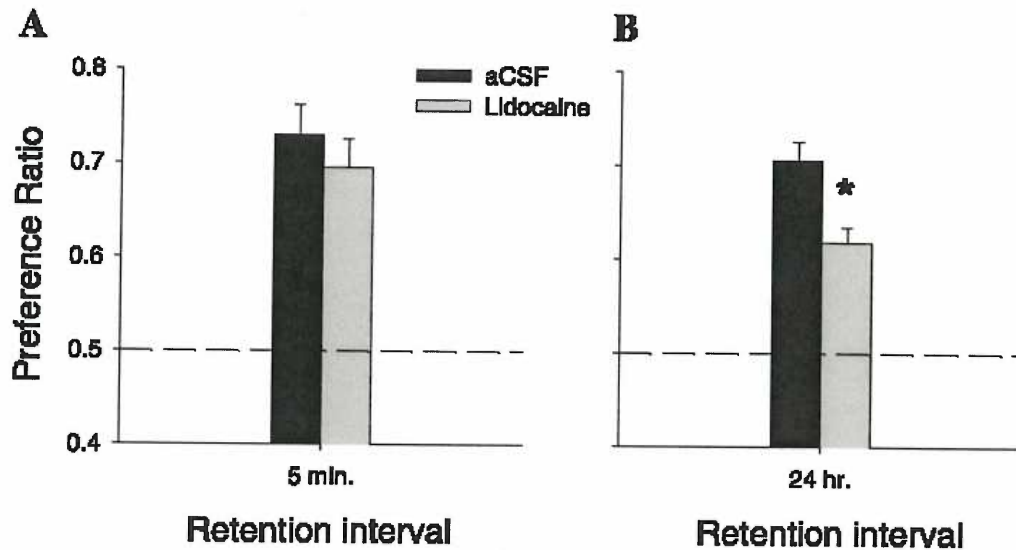 A
B
0.8
0.7
0.6
0.5
0.4
Preference Ratio
aCSF
Lidocaine
*
5 min.
24 hr.
Retention interval
Retention interval